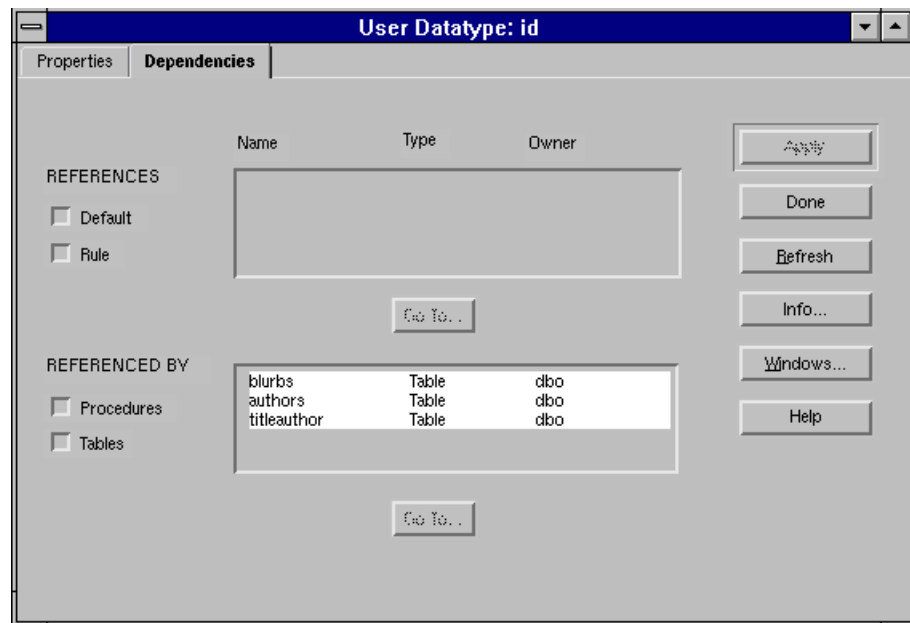 User Datatype: id
Properties Dependencies
Name Type Owner
REFERENCES
Default
Rule
Go To...
REFERENCED BY
Procedures
Tables
blurbs Table dbo
authors Table dbo
titleauthor Table dbo
Go To...
Apply
Done
Refresh
Info...
Windows...
Help